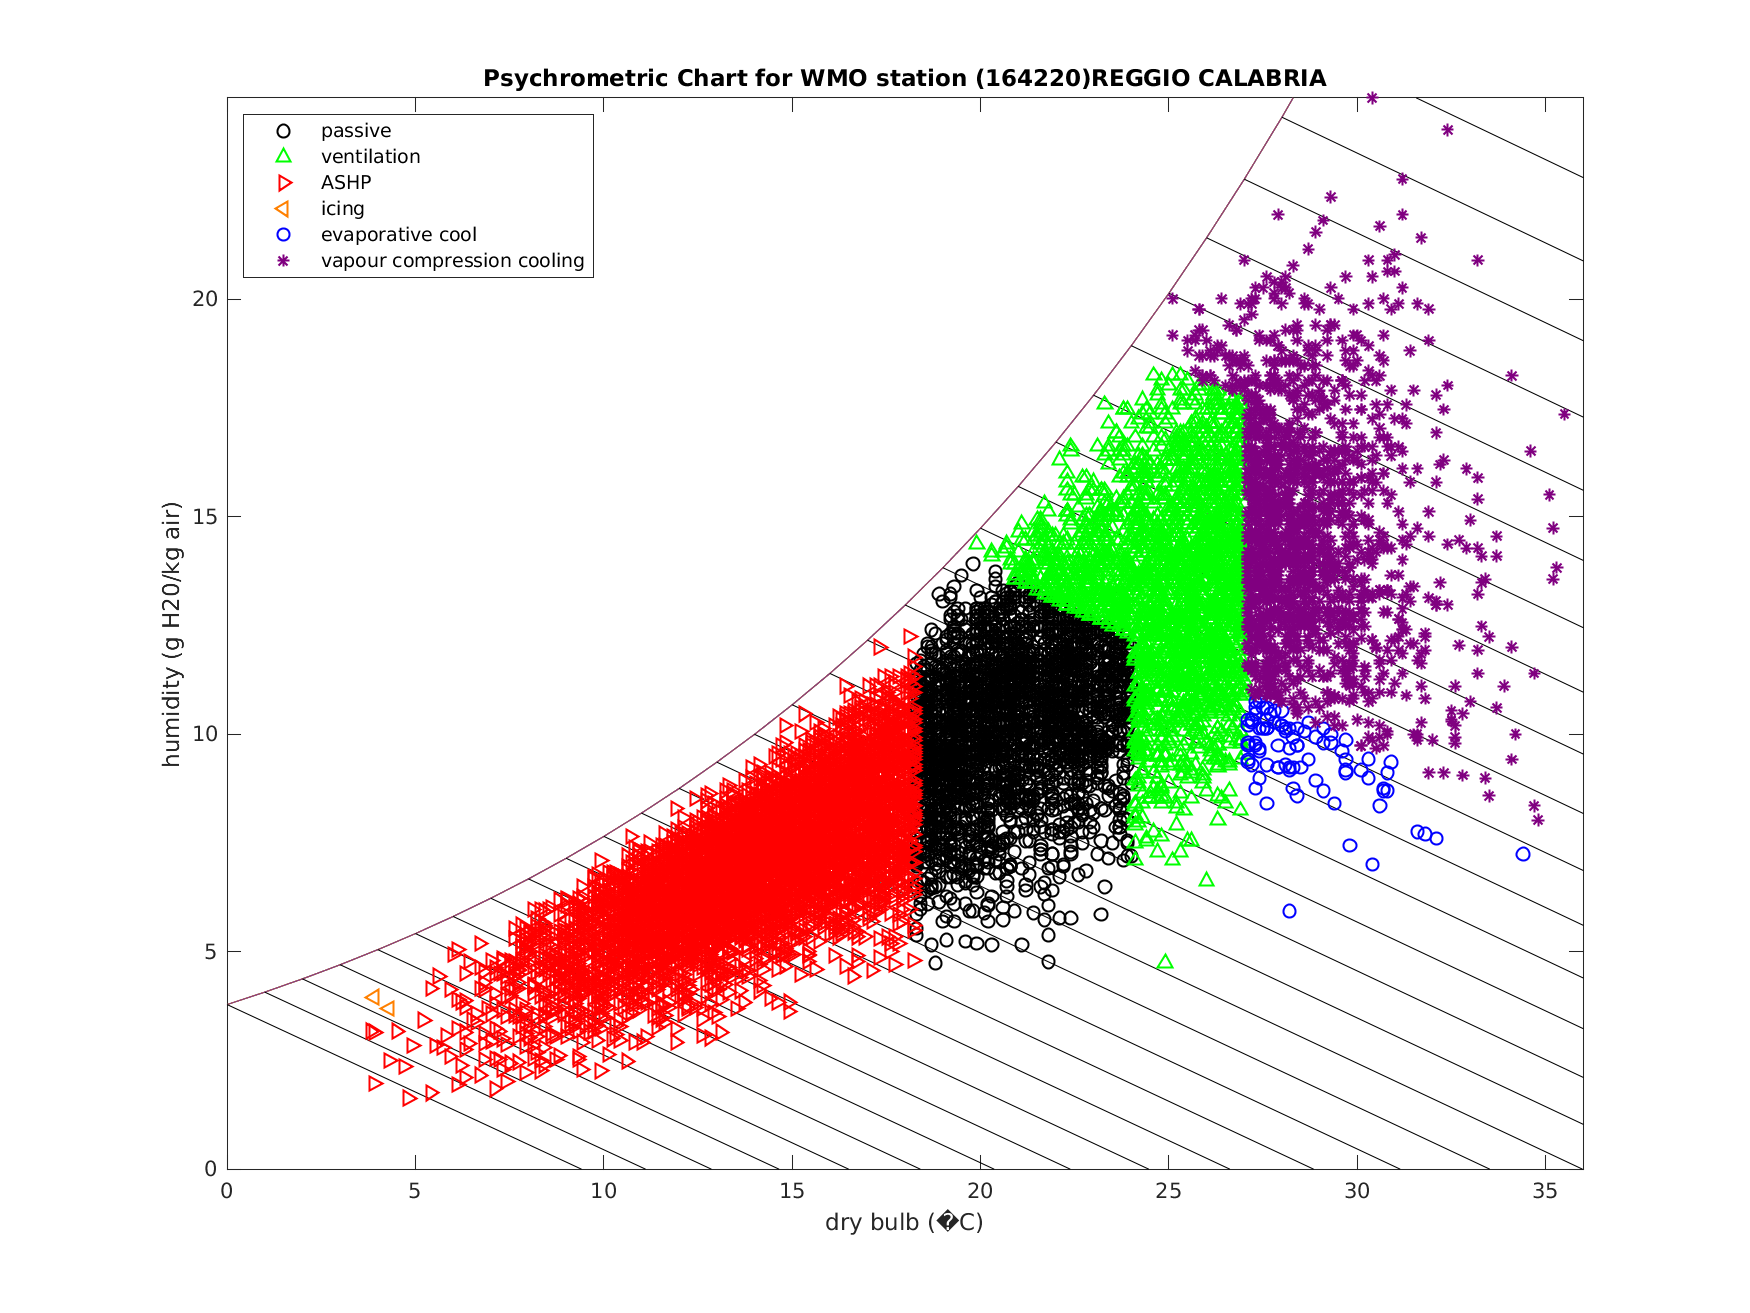 Psychrometric Chart for WMO station (164220)REGGIO CALABRIA
passive
ventilation
ASHP
icing
evaporative cool
vapour compression cooling
humidity (g H20/kg air)
20
15
10
5
0
0 5 10 15 20 25 30 35
dry bulb (�C)